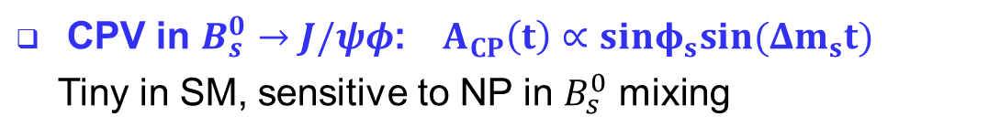 ❑ CPV in B⁰ₛ → J/ψϕ: A_CP(t) ∝ sinϕₛsin(Δmₛt)
Tiny in SM, sensitive to NP in B⁰ₛ mixing